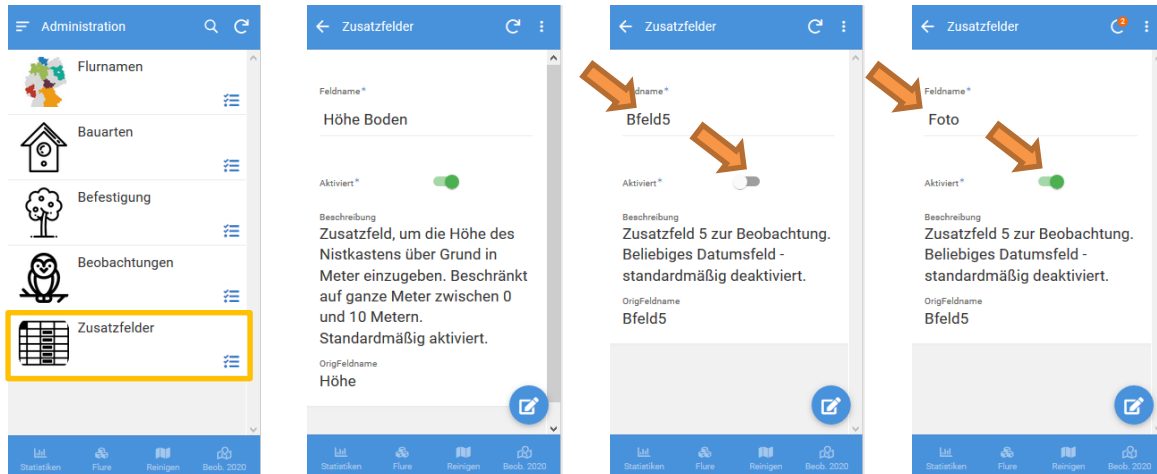 Administration
Flurnamen
Bauarten
Befestigung
Beobachtungen
Zusatzfelder
Statistiken Flure Reinigen Beob. 2020
Zusatzfelder
Feldname*
Höhe Boden
Aktiviert*
Beschreibung
Zusatzfeld, um die Höhe des
Nistkastens über Grund in
Meter einzugeben. Beschränkt
auf ganze Meter zwischen 0
und 10 Metern.
Standardmäßig aktiviert.
OrigFeldname
Höhe
Statistiken Flure Reinigen Beob. 2020
Zusatzfelder
dname*
Bfeld5
Aktiviert*
Beschreibung
Zusatzfeld 5 zur Beobachtung.
Beliebiges Datumsfeld -
standardmäßig deaktiviert.
OrigFeldname
Bfeld5
Statistiken Flure Reinigen Beob. 2020
Zusatzfelder
2
Feldname*
Foto
Aktiviert*
Beschreibung
Zusatzfeld 5 zur Beobachtung.
Beliebiges Datumsfeld -
standardmäßig deaktiviert.
OrigFeldname
Bfeld5
Statistiken Flure Reinigen Beob. 2020